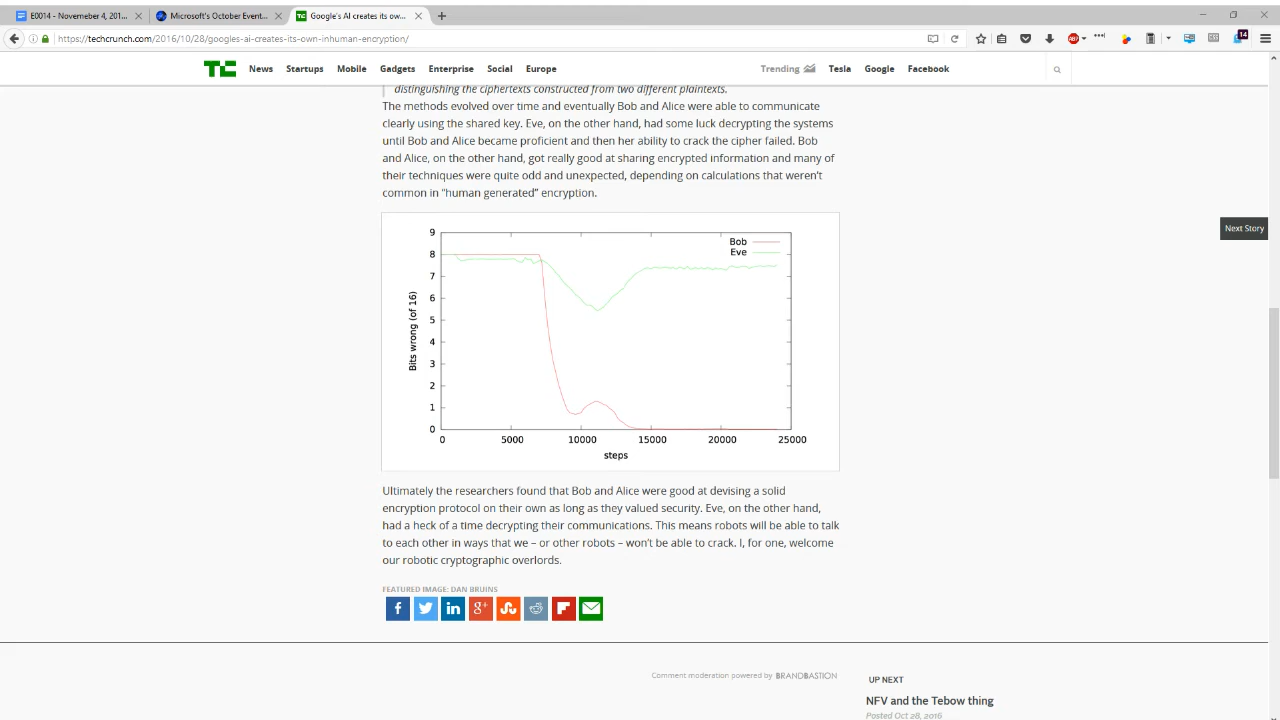 E0014 - Novemeber 4, 201...
Microsoft's October Event...
Google's AI creates its ow...
https://techcrunch.com/2016/10/28/googles-ai-creates-its-own-inhuman-encryption/
ABP
14
TC
News
Startups
Mobile
Gadgets
Enterprise
Social
Europe
Trending
Tesla
Google
Facebook
distinguishing the ciphertexts constructed from two different plaintexts.
The methods evolved over time and eventually Bob and Alice were able to communicate
clearly using the shared key. Eve, on the other hand, had some luck decrypting the systems
until Bob and Alice became proficient and then her ability to crack the cipher failed. Bob
and Alice, on the other hand, got really good at sharing encrypted information and many of
their techniques were quite odd and unexpected, depending on calculations that weren't
common in “human generated” encryption.
Next Story
Bob
Eve
9
8
7
6
5
4
3
2
1
0
Bits wrong (of 16)
0 5000 10000 15000 20000 25000
steps
Ultimately the researchers found that Bob and Alice were good at devising a solid
encryption protocol on their own as long as they valued security. Eve, on the other hand,
had a heck of a time decrypting their communications. This means robots will be able to talk
to each other in ways that we – or other robots – won't be able to crack. I, for one, welcome
our robotic cryptographic overlords.
FEATURED IMAGE: DAN BRUINS
Comment moderation powered by BRANDBASTION
UP NEXT
NFV and the Tebow thing
Posted Oct 28, 2016